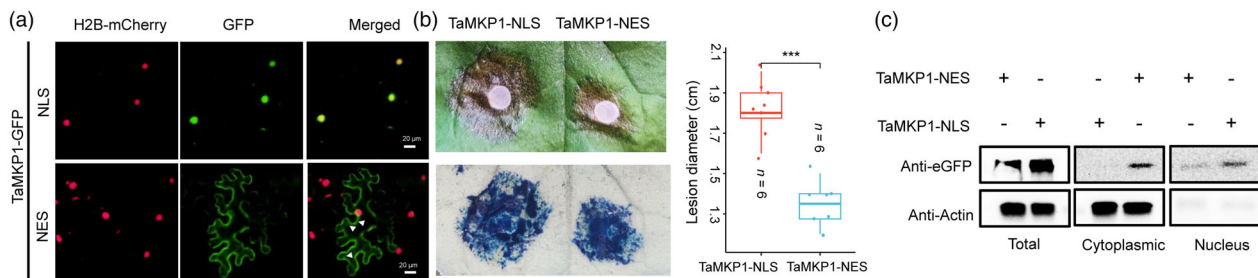 (a)
H2B-mCherry GFP Merged
TaMKP1-GFP
NLS
20 μm
NES
20 μm
(b)
TaMKP1-NLS TaMKP1-NES
Lesion diameter (cm)
2.1
1.9
1.7
1.5
1.3
***
n = 6
n = 6
TaMKP1-NLS TaMKP1-NES
(c)
TaMKP1-NES + - - + + -
TaMKP1-NLS - + + - - +
Anti-eGFP
Anti-Actin
Total Cytoplasmic Nucleus